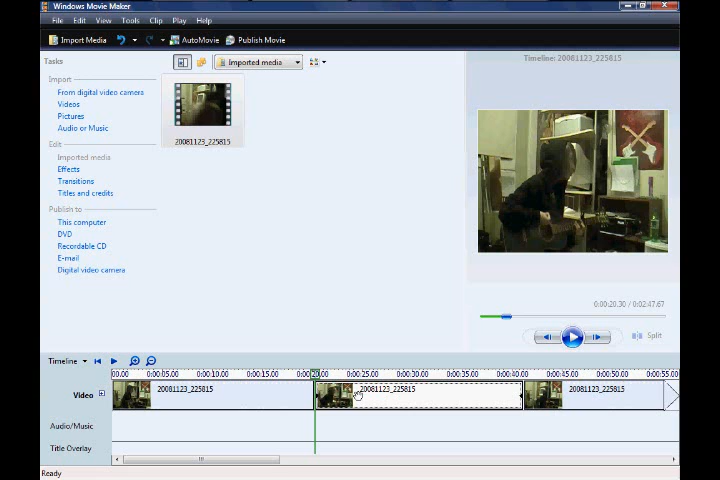 Windows Movie Maker
File Edit View Tools Clip Play Help
Import Media AutoMovie Publish Movie
Tasks
Imported media
Timeline: 20081123_225815
Import
From digital video camera
Videos
Pictures
Audio or Music
20081123_225815
Edit
Imported media
Effects
Transitions
Titles and credits
Publish to
This computer
DVD
Recordable CD
E-mail
Digital video camera
0:00:20.30 / 0:02:47.67
Split
Timeline
00.00 0:00:05.00 0:00:10.00 0:00:15.00 0:00:20.00 0:00:25.00 0:00:30.00 0:00:35.00 0:00:40.00 0:00:45.00 0:00:50.00 0:00:55.00
Video 20081123_225815 20081123_225815 20081123_225815
Audio/Music
Title Overlay
Ready